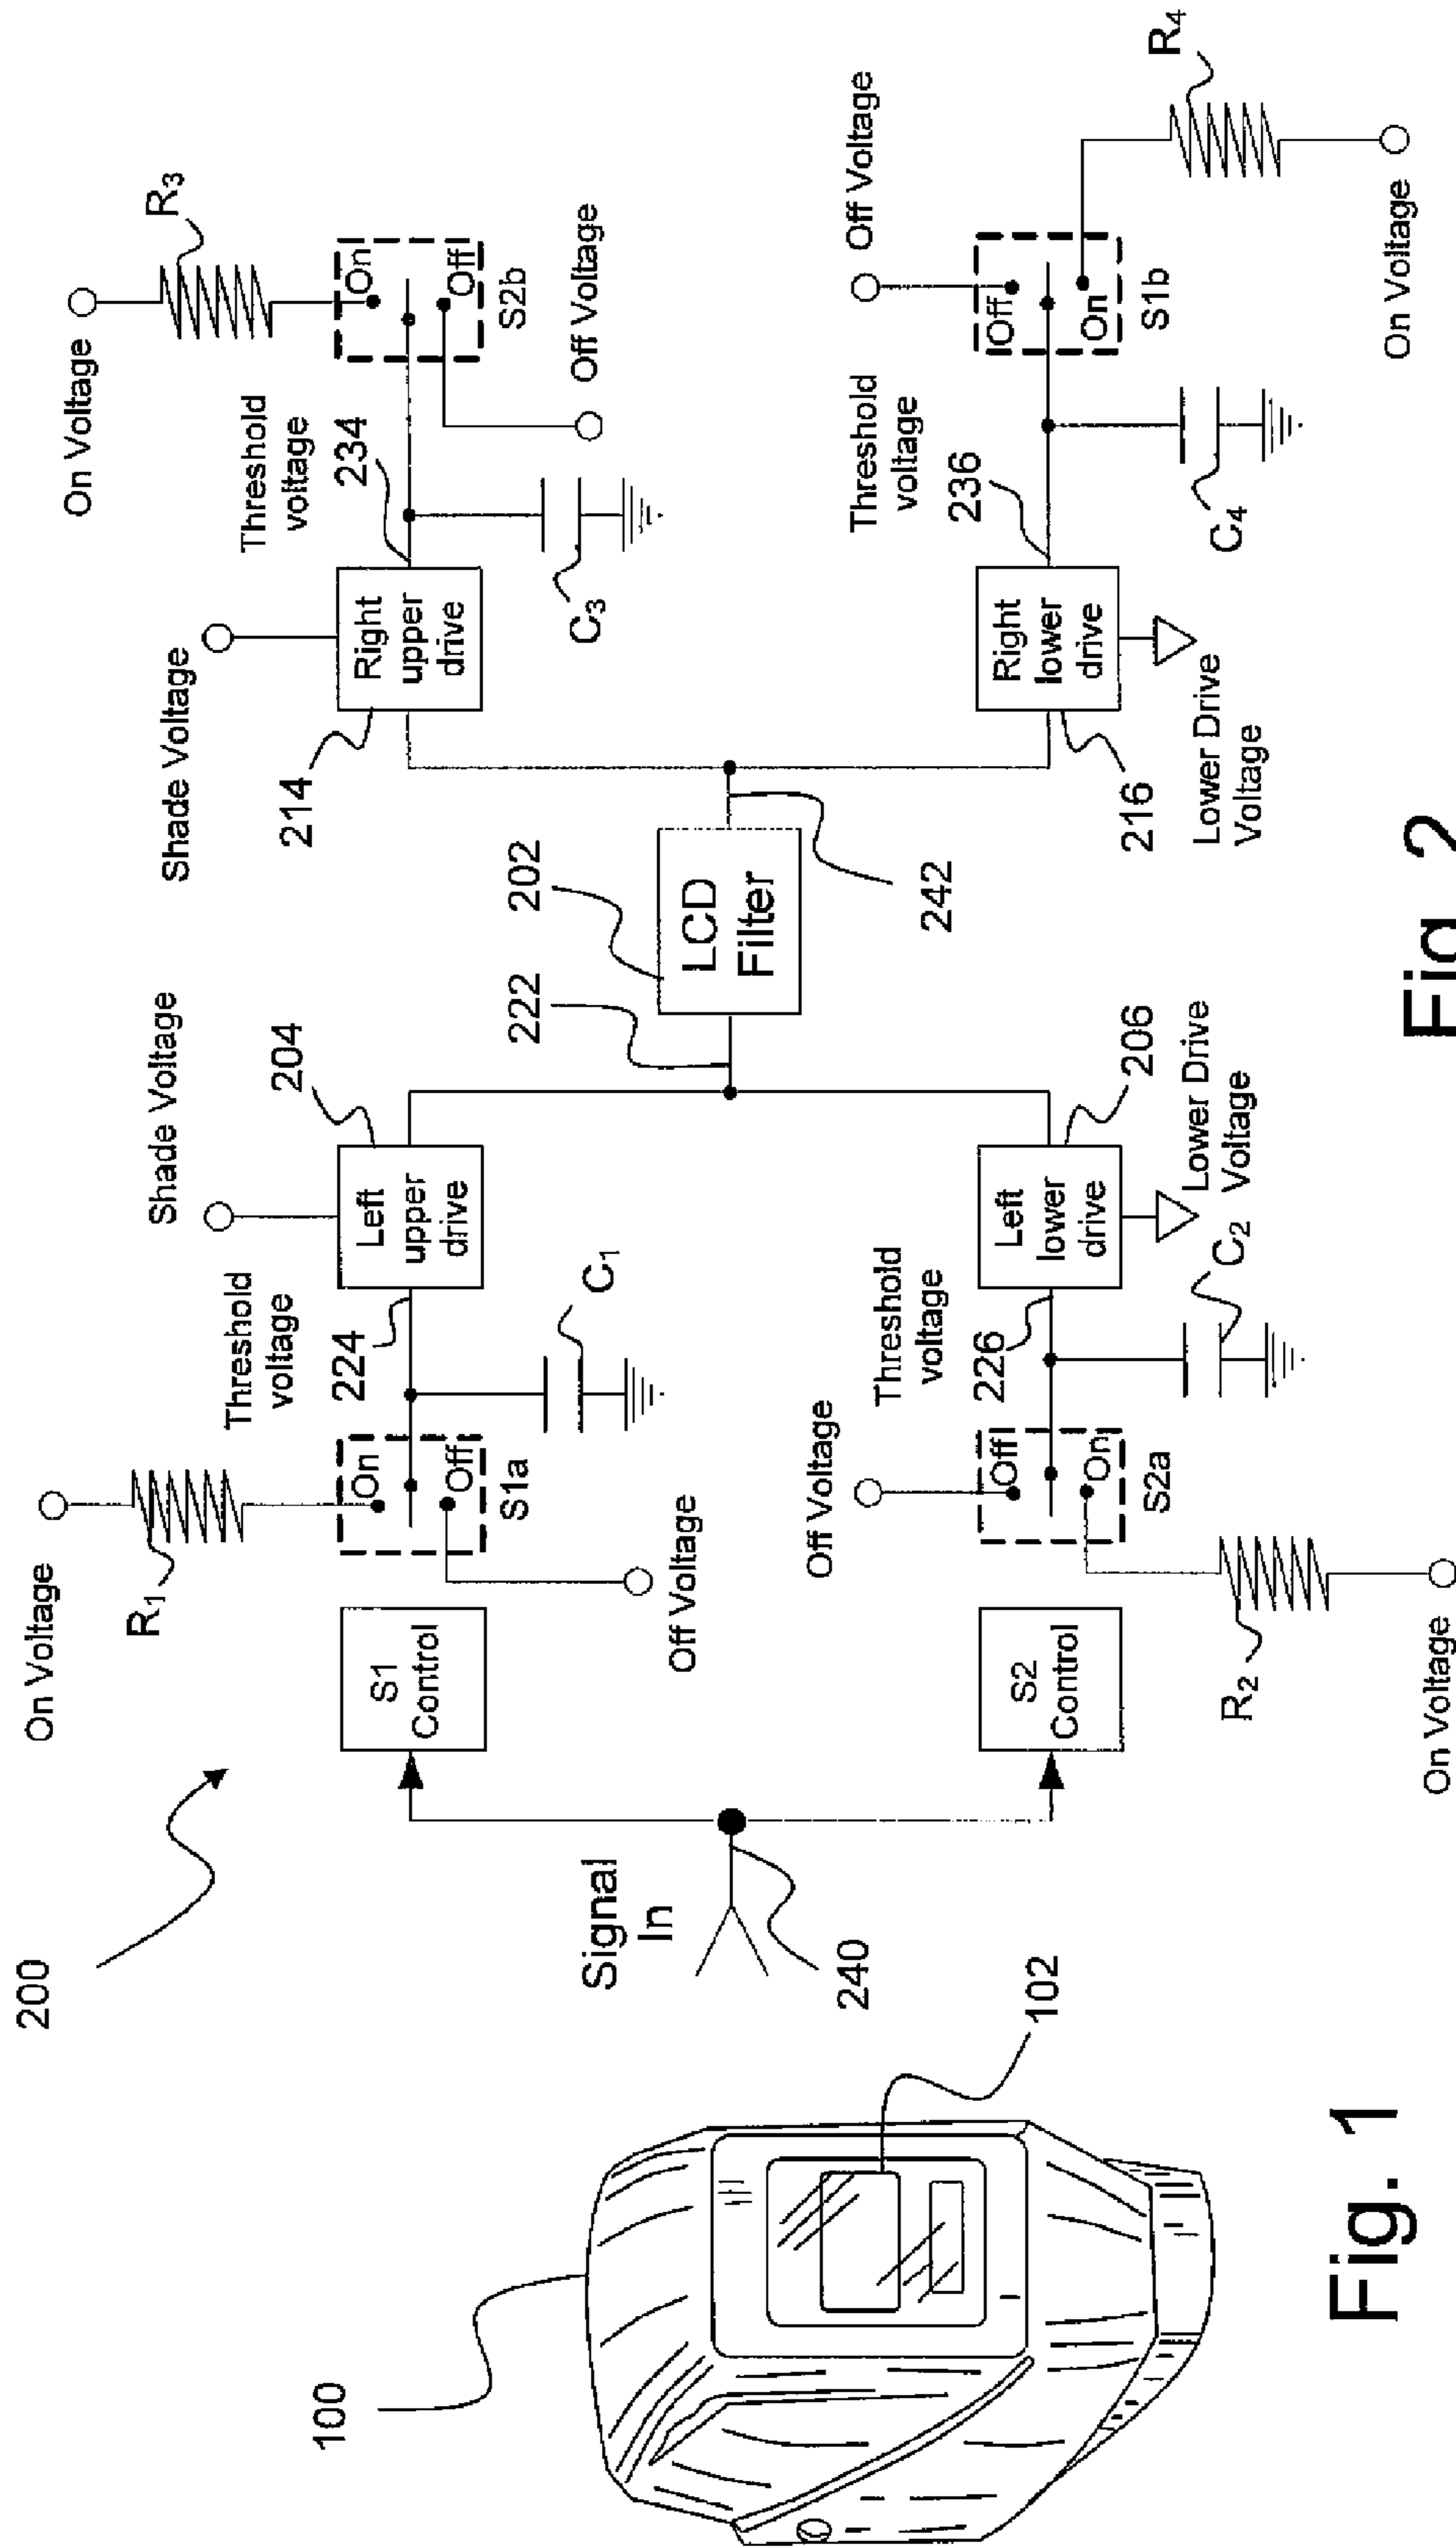 100
102
Fig. 1
200
Signal
In
240
S1
Control
S2
Control
On Voltage
R1
On
Off
S1a
Off Voltage
Threshold
voltage
224
C1
Shade Voltage
204
Left
upper
drive
Off Voltage
Off
On
S2a
R2
On Voltage
Threshold
voltage
226
C2
Left
lower
drive
206
Lower Drive
Voltage
222
202
LCD
Filter
242
Shade Voltage
214
Right
upper
drive
Threshold
voltage
234
C3
On Voltage
R3
On
Off
S2b
Off Voltage
Right
lower
drive
216
Lower Drive
Voltage
Threshold
voltage
236
C4
Off Voltage
Off
On
S1b
R4
On Voltage
Fig. 2